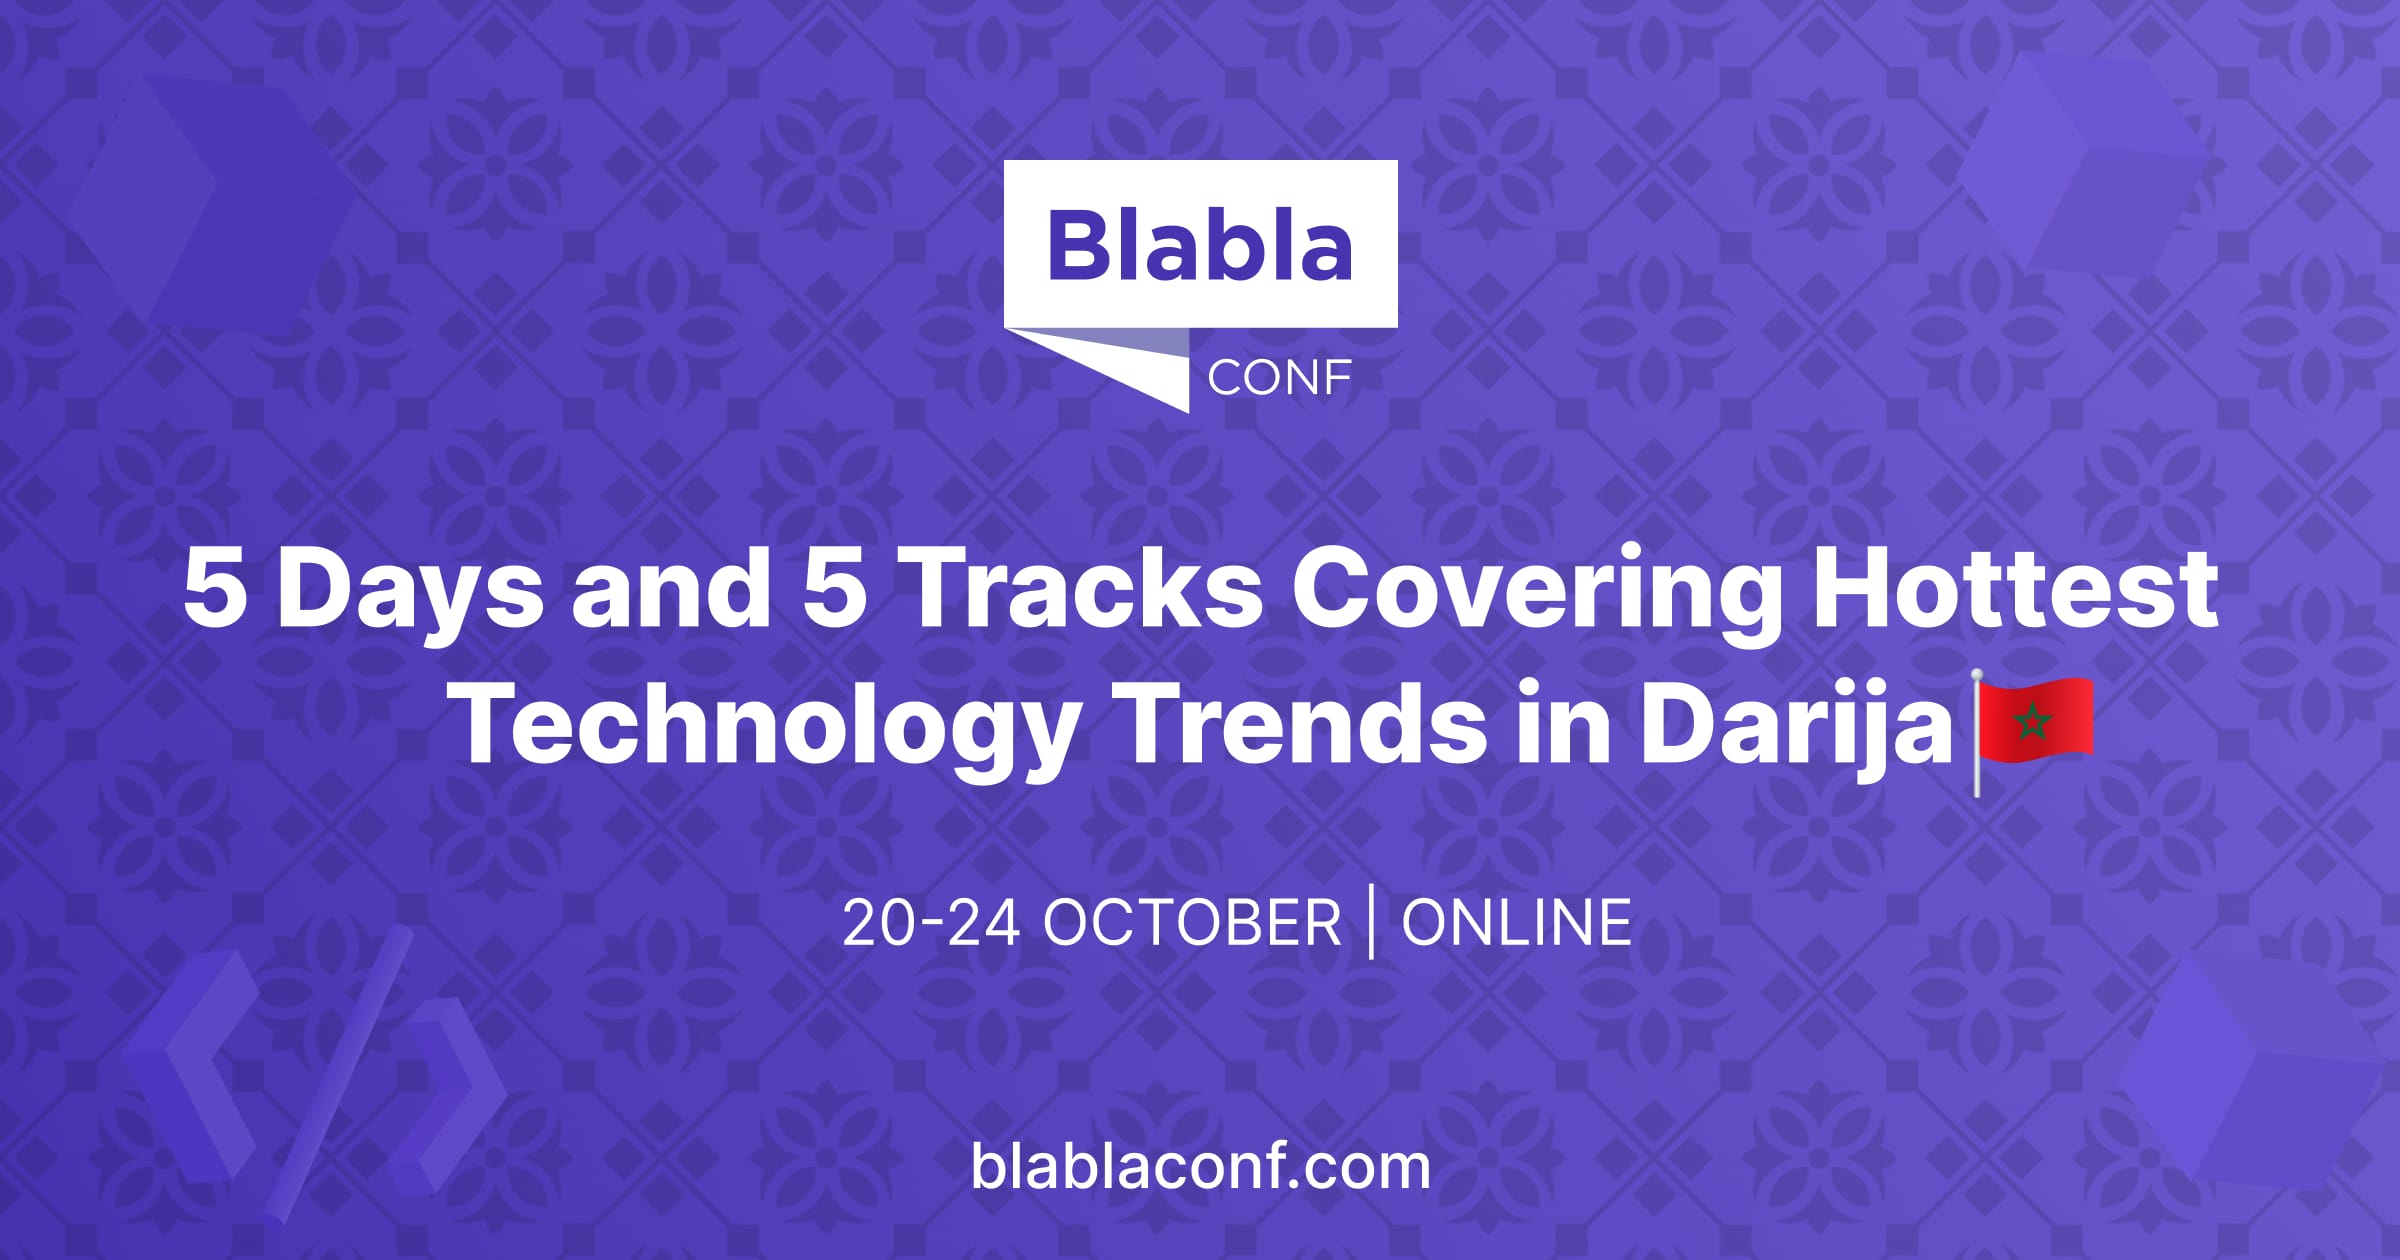 Blabla
CONF
5 Days and 5 Tracks Covering Hottest
Technology Trends in Darija🇲🇦
20-24 OCTOBER | ONLINE
blablaconf.com